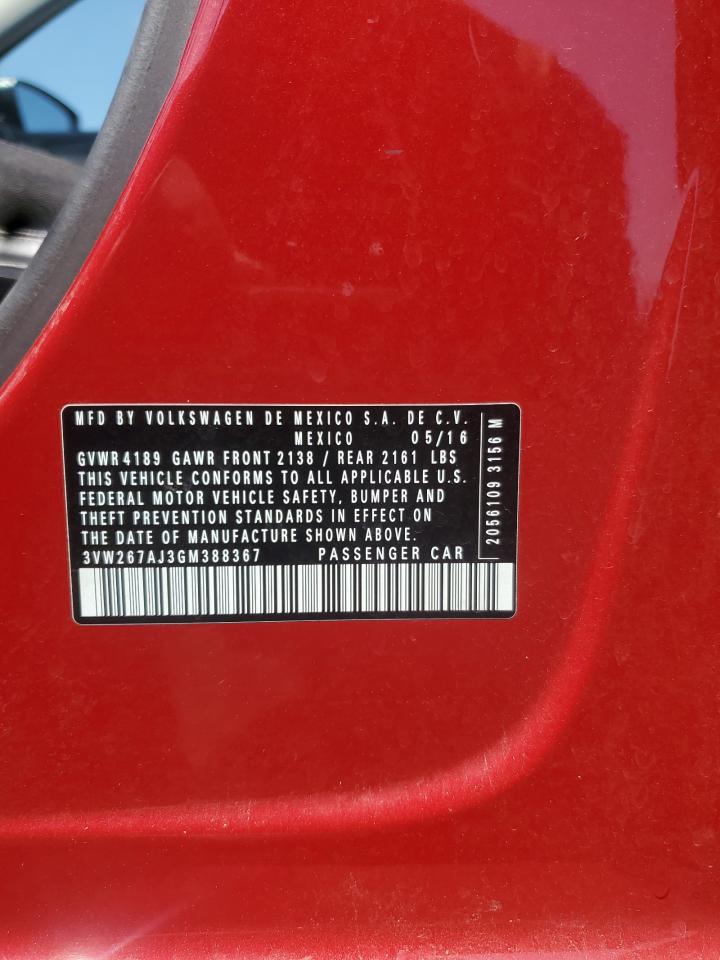 MFD BY VOLKSWAGEN DE MEXICO S.A. DE C.V.
MEXICO 05/16
GVWR 4189 GAWR FRONT 2138 / REAR 2161 LBS
THIS VEHICLE CONFORMS TO ALL APPLICABLE U.S.
FEDERAL MOTOR VEHICLE SAFETY, BUMPER AND
THEFT PREVENTION STANDARDS IN EFFECT ON
THE DATE OF MANUFACTURE SHOWN ABOVE.
3VW267AJ3GM388367 PASSENGER CAR
2056109 3156 M